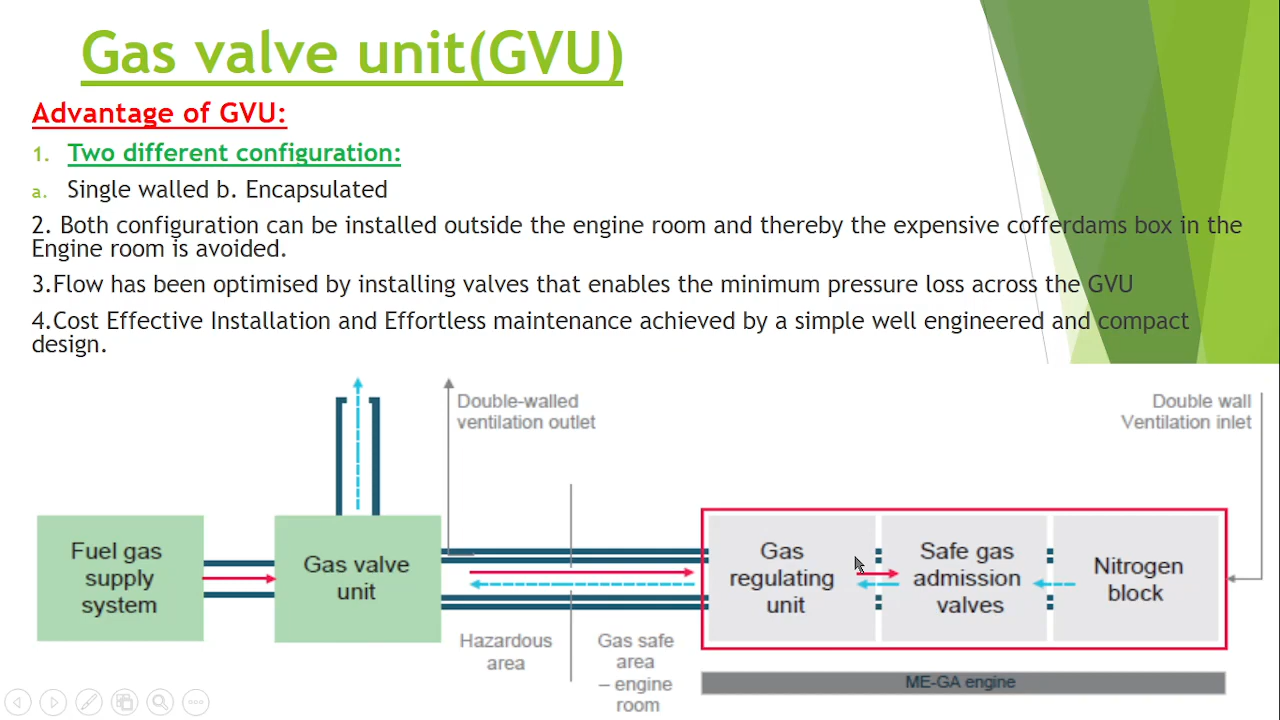 Gas valve unit(GVU)
Advantage of GVU:
1. Two different configuration:
a. Single walled b. Encapsulated
2. Both configuration can be installed outside the engine room and thereby the expensive cofferdams box in the
Engine room is avoided.
3.Flow has been optimised by installing valves that enables the minimum pressure loss across the GVU
4.Cost Effective Installation and Effortless maintenance achieved by a simple well engineered and compact
design.
Double-walled
ventilation outlet
Double wall
Ventilation inlet
Fuel gas
supply
system
Gas valve
unit
Gas
regulating
unit
Safe gas
admission
valves
Nitrogen
block
Hazardous
area
Gas safe
area
– engine
room
ME-GA engine